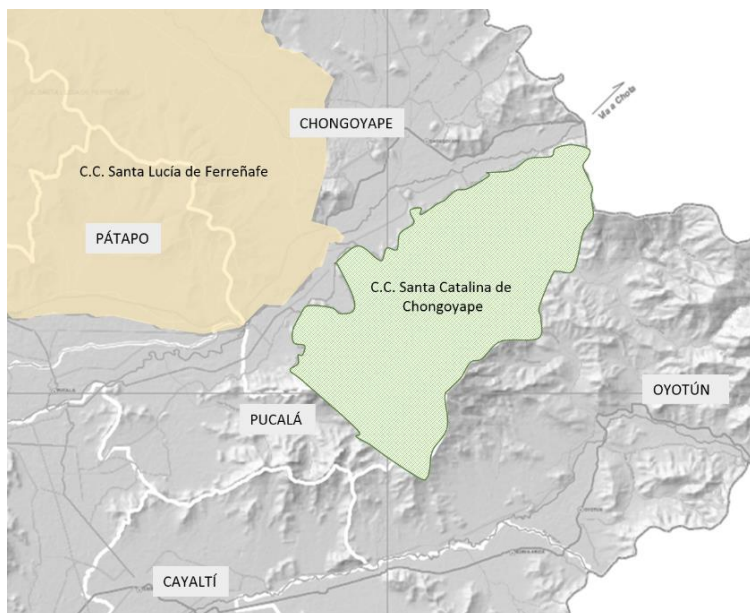 Vía a Chota
CHONGOYAPE
C.C. Santa Lucía de Ferreñafe
PÁTAPO
C.C. Santa Catalina de
Chongoyape
OYOTÚN
PUCALÁ
CAYALTÍ